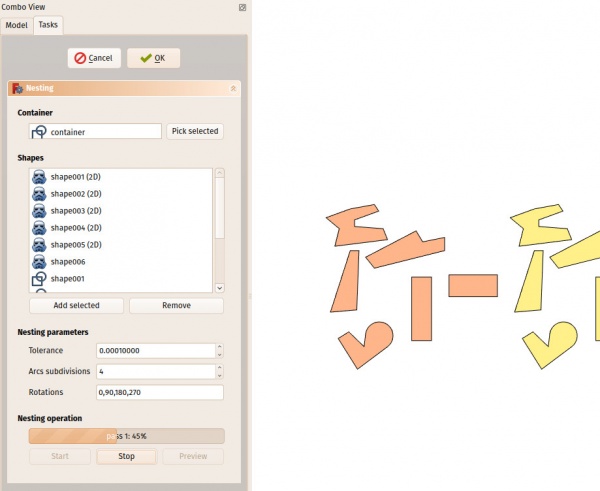 Combo View
Model Tasks
Cancel OK
Nesting
Container
container Pick selected
Shapes
shape001 (2D)
shape002 (2D)
shape003 (2D)
shape004 (2D)
shape005 (2D)
shape006
shape001
Add selected Remove
Nesting parameters
Tolerance 0.00010000
Arcs subdivisions 4
Rotations 0,90,180,270
Nesting operation
pass 1: 45%
Start Stop Preview